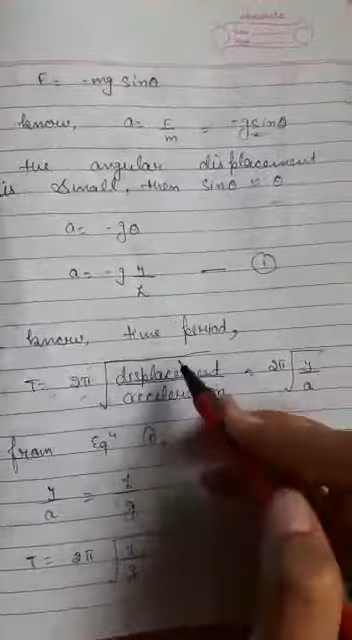 F = -mg sinθ
know, a = F/m = -g sinθ
the angular displacement
is small, then sinθ ≈ θ
a = -gθ
a = -g y/L — ①
know, time period,
T = 2π √(displacement/acceleration) = 2π √(y/a)
from Eqⁿ
y/a = L/g
T = 2π √(L/g)